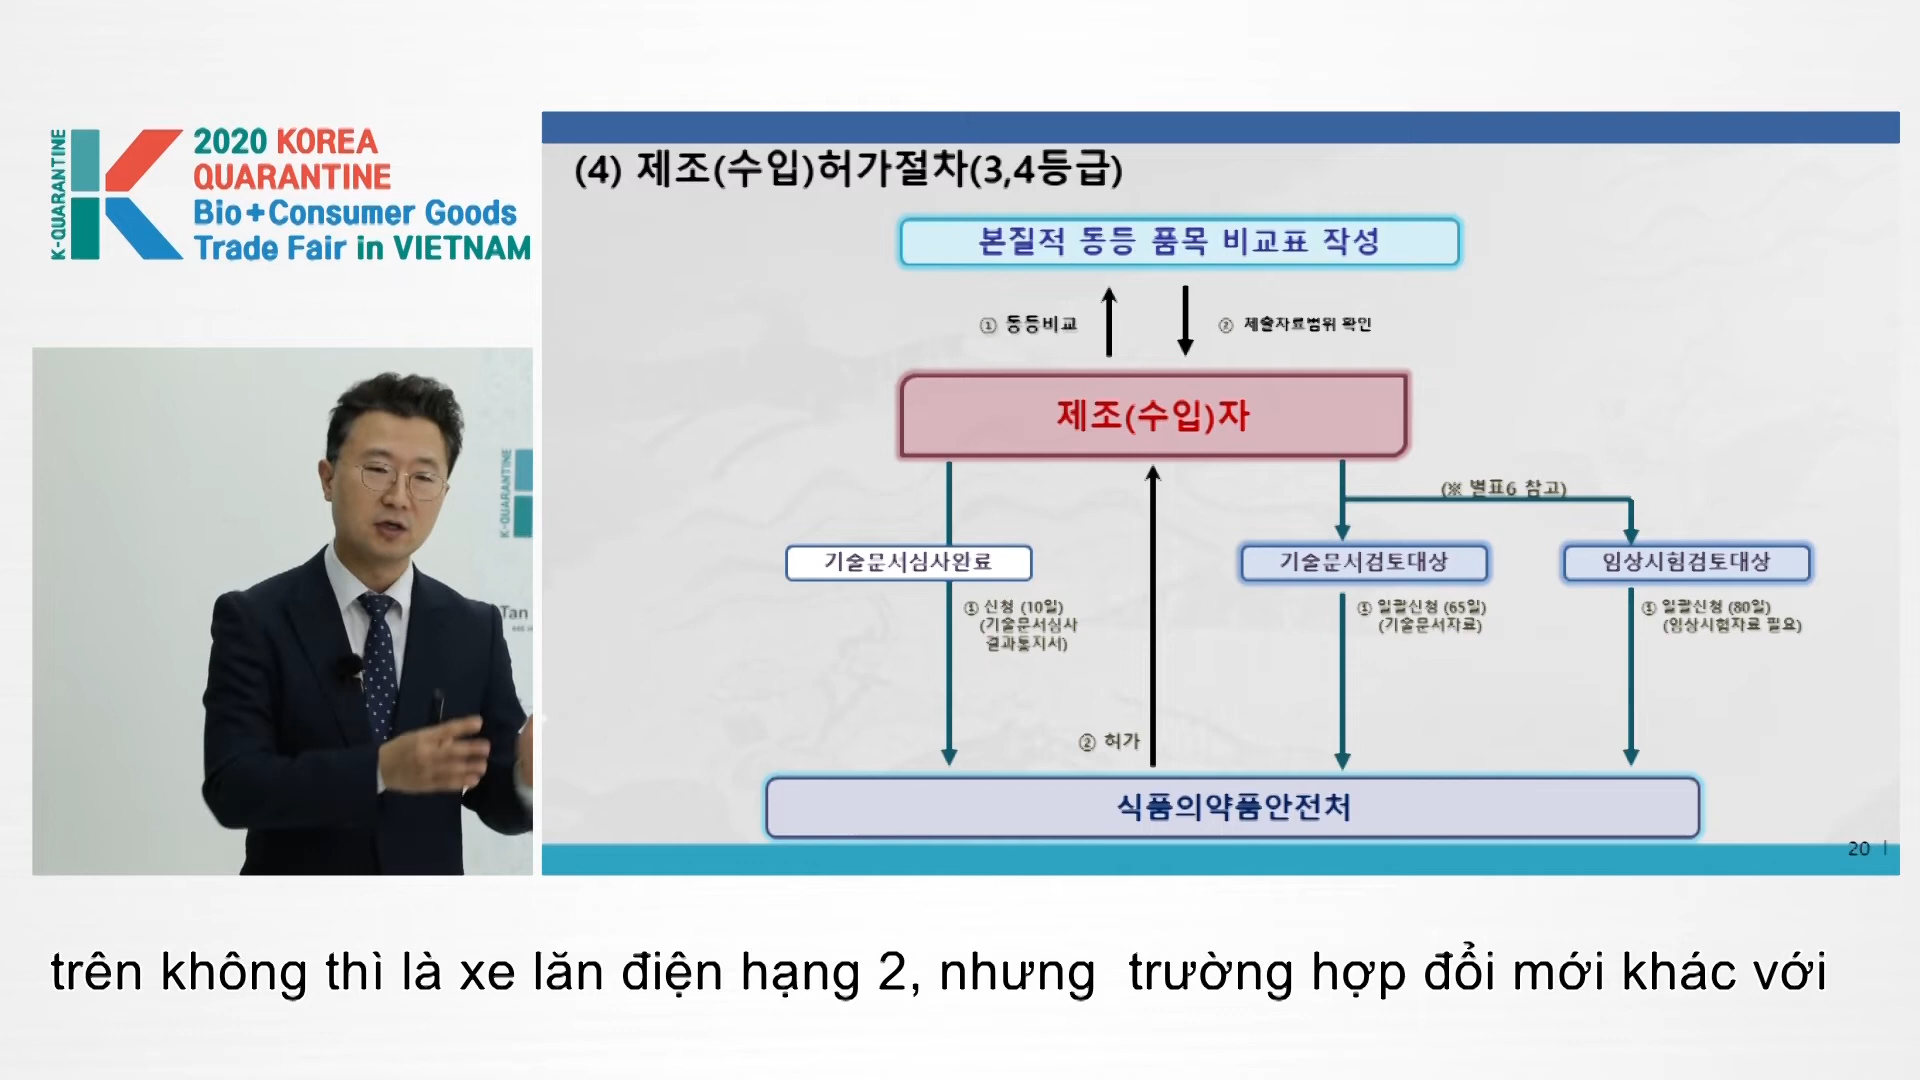 K-QUARANTINE
2020 KOREA
QUARANTINE
Bio+Consumer Goods
Trade Fair in VIETNAM
(4) 제조(수입)허가절차(3,4등급)
본질적 동등 품목 비교표 작성
① 동등비교
② 제출자료범위 확인
제조(수입)자
(※ 별표6 참고)
기술문서심사완료
기술문서검토대상
임상시험검토대상
① 신청 (10일)
(기술문서심사
결과통지서)
① 일괄신청 (65일)
(기술문서자료)
① 일괄신청 (80일)
(임상시험자료 필요)
② 허가
식품의약품안전처
20
K-QUARANTINE
Tan
trên không thì là xe lăn điện hạng 2, nhưng trường hợp đổi mới khác với